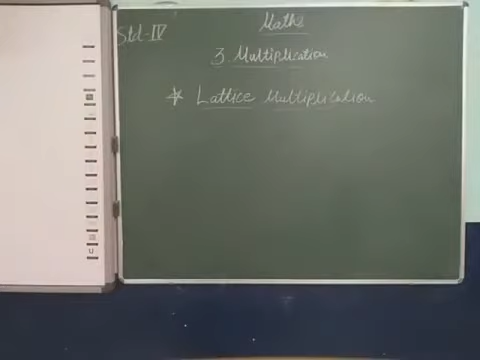 Std-IV
Maths
3. Multiplication
* Lattice Multiplication